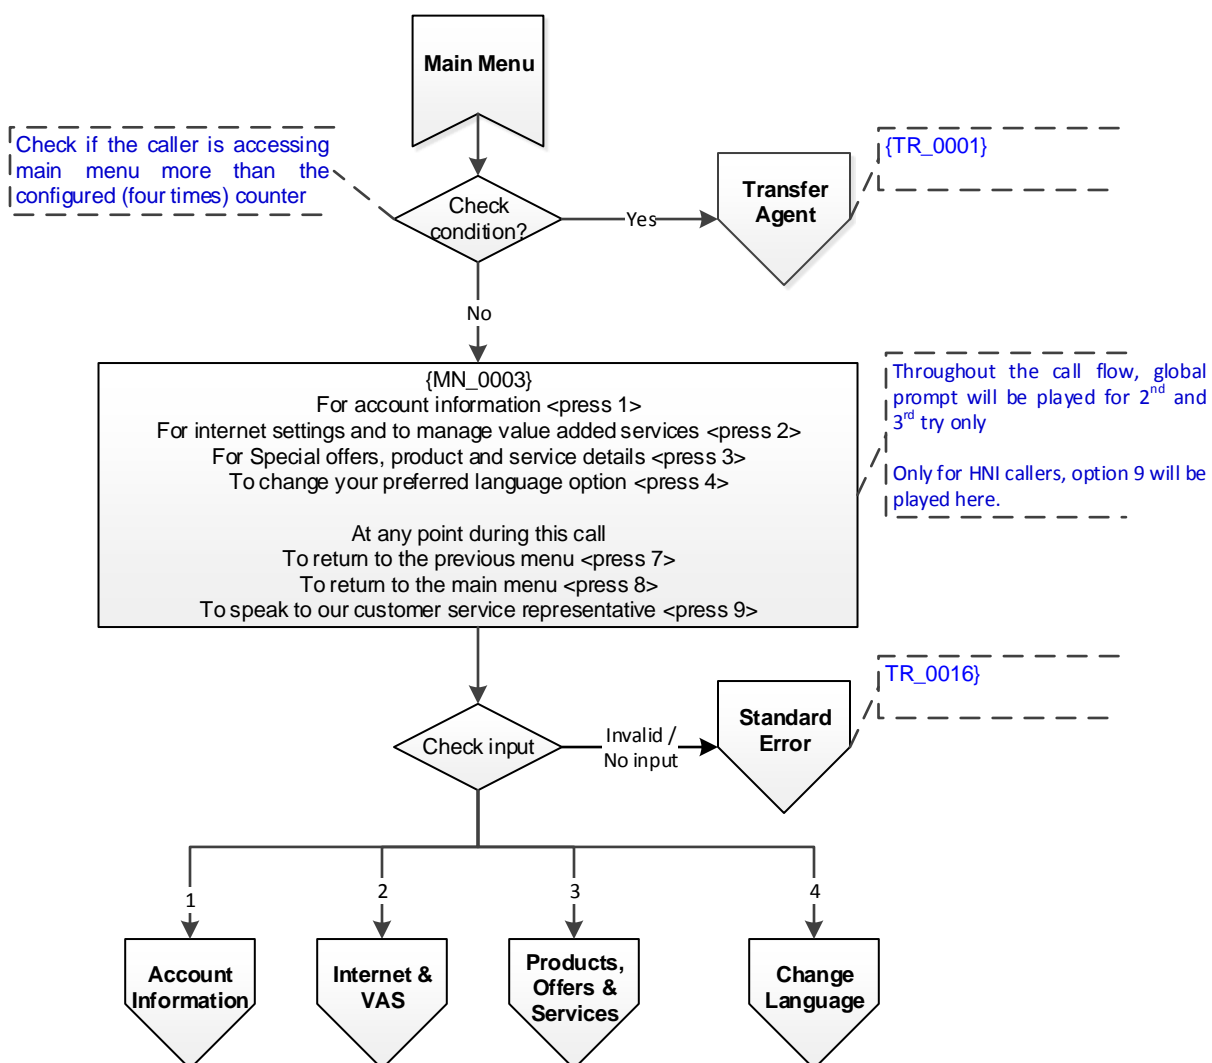 Main Menu
Check if the caller is accessing
main menu more than the
configured (four times) counter
{TR_0001}
Transfer
Agent
Check
condition?
Yes
No
{MN_0003}
For account information <press 1>
For internet settings and to manage value added services <press 2>
For Special offers, product and service details <press 3>
To change your preferred language option <press 4>
At any point during this call
To return to the previous menu <press 7>
To return to the main menu <press 8>
To speak to our customer service representative <press 9>
Throughout the call flow, global
prompt will be played for 2nd and
3rd try only
Only for HNI callers, option 9 will be
played here.
TR_0016}
Standard
Error
Check input
Invalid /
No input
1
2
3
4
Account
Information
Internet &
VAS
Products,
Offers &
Services
Change
Language